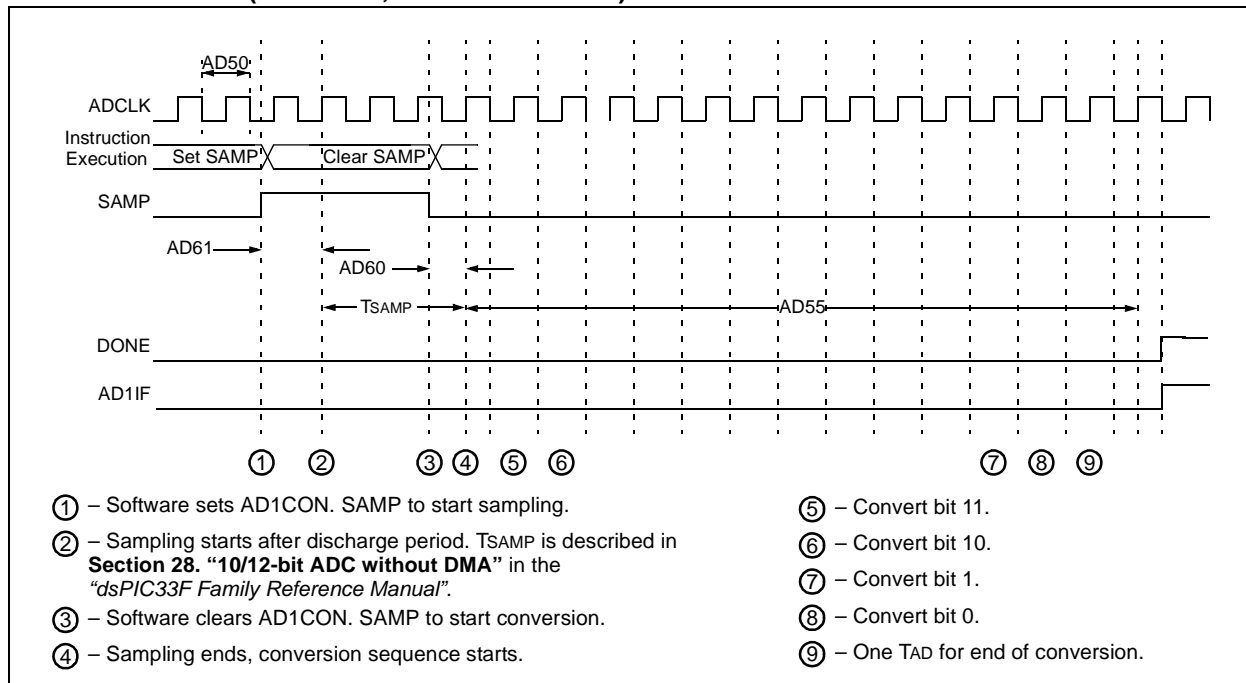 AD50
ADCLK
Instruction
Execution
Set SAMP
Clear SAMP
SAMP
AD61
AD60
TSAMP
AD55
DONE
AD1IF
1 2 3 4 5 6 7 8 9
1 – Software sets AD1CON. SAMP to start sampling.
2 – Sampling starts after discharge period. TSAMP is described in
Section 28. “10/12-bit ADC without DMA” in the
“dsPIC33F Family Reference Manual”.
3 – Software clears AD1CON. SAMP to start conversion.
4 – Sampling ends, conversion sequence starts.
5 – Convert bit 11.
6 – Convert bit 10.
7 – Convert bit 1.
8 – Convert bit 0.
9 – One TAD for end of conversion.